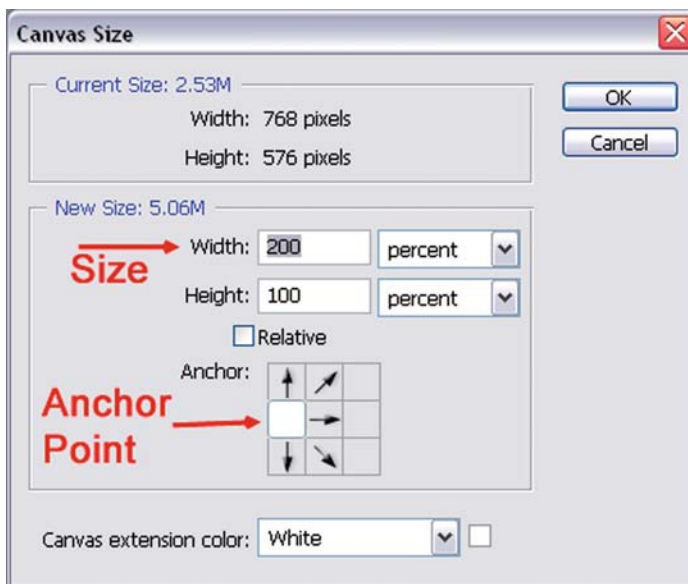 Canvas Size
Current Size: 2.53M
Width: 768 pixels
Height: 576 pixels
OK
Cancel
New Size: 5.06M
Size
Width: 200 percent
Height: 100 percent
Relative
Anchor:
Anchor
Point
Canvas extension color: White